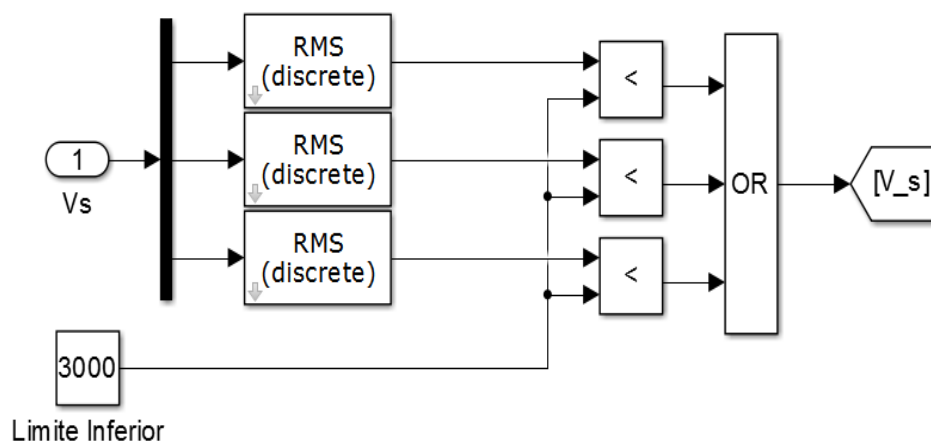 RMS
(discrete)
<
1
Vs
RMS
(discrete)
<
OR
[V_s]
RMS
(discrete)
<
3000
Limite Inferior